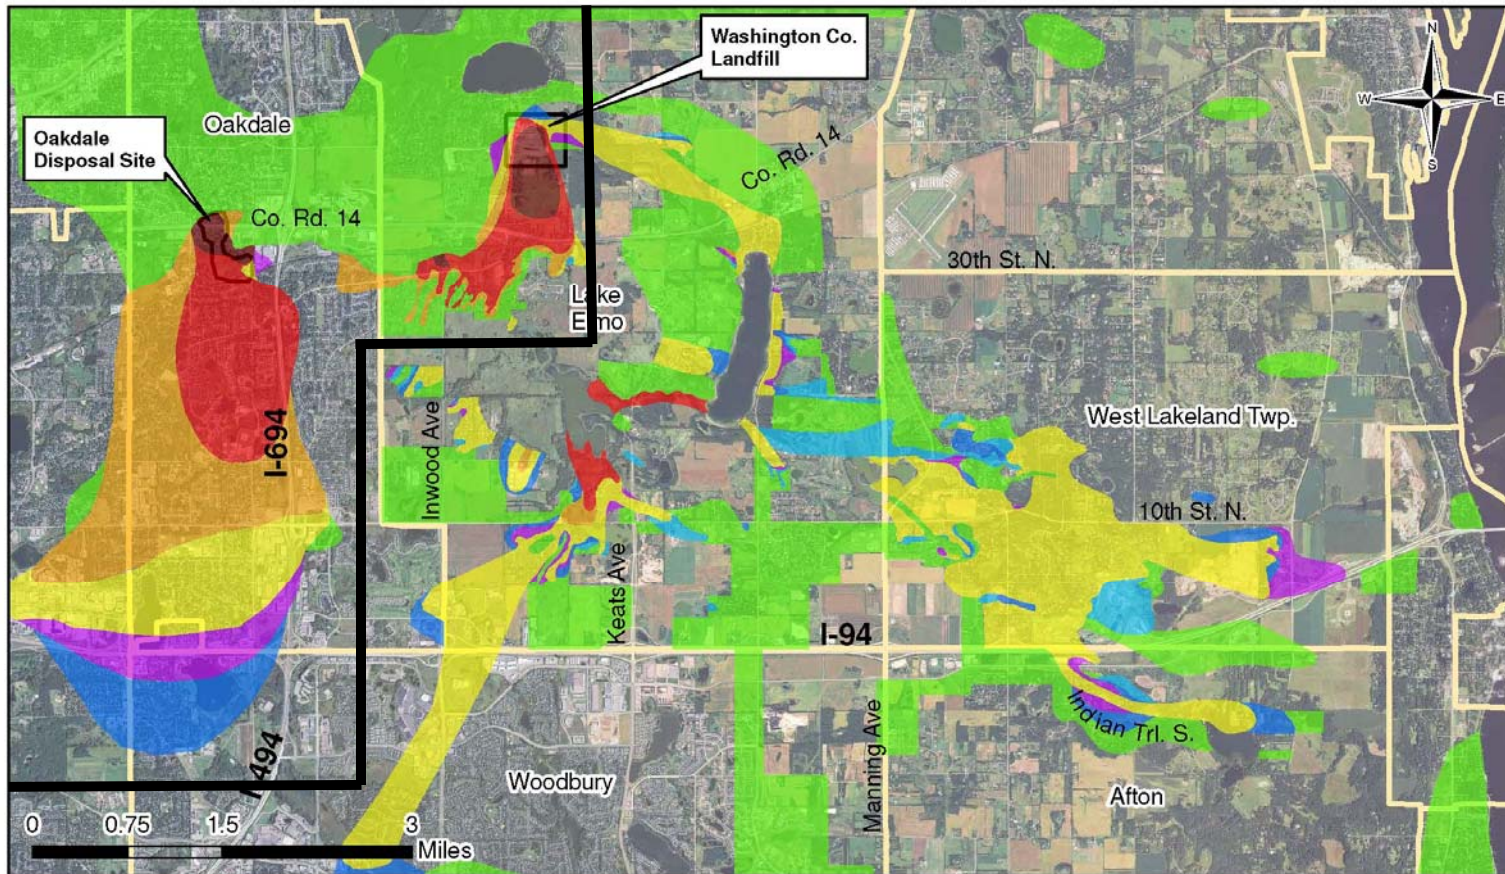 Washington Co.
Landfill
N
W
E
S
Oakdale
Disposal Site
Oakdale
Co. Rd. 14
Co. Rd. 14
30th St. N.
Lake
Elmo
I-694
Inwood Ave
West Lakeland Twp.
10th St. N.
Keats Ave
I-94
Manning Ave
Indian Trl. S.
I-494
Woodbury
Afton
0 0.75 1.5 3
Miles